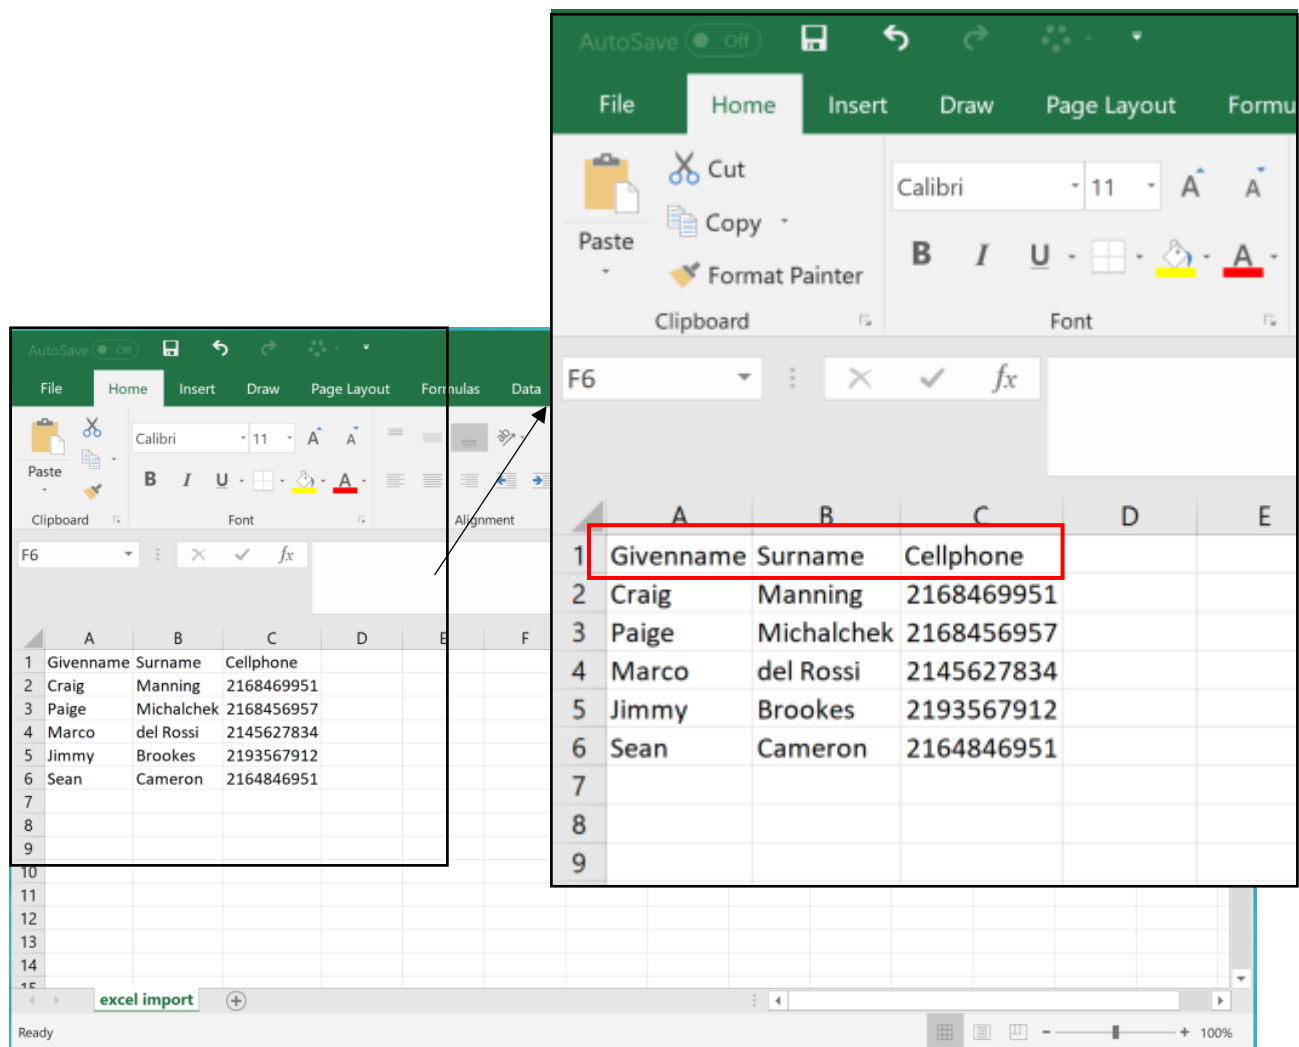 AutoSave Off
File Home Insert Draw Page Layout Formu
Cut
Calibri 11 A A
Copy
Paste
B I U A
Format Painter
Clipboard Font
F6 fx
A B C D E
1 Givenname Surname Cellphone
2 Craig Manning 2168469951
3 Paige Michalchek 2168456957
4 Marco del Rossi 2145627834
5 Jimmy Brookes 2193567912
6 Sean Cameron 2164846951
7
8
9
AutoSave Off
File Home Insert Draw Page Layout Formulas Data
Calibri 11 A A ab
Paste
B I U A
Clipboard Font Alignment
F6 fx
A B C D E F
1 Givenname Surname Cellphone
2 Craig Manning 2168469951
3 Paige Michalchek 2168456957
4 Marco del Rossi 2145627834
5 Jimmy Brookes 2193567912
6 Sean Cameron 2164846951
7
8
9
10
11
12
13
14
15
excel import
Ready 100%